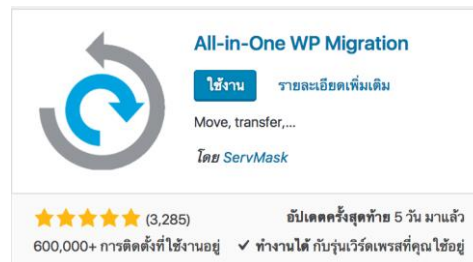 All-in-One WP Migration
ใช้งาน รายละเอียดเพิ่มเติม
Move, transfer,...
โดย ServMask
(3,285) อัปเดตครั้งสุดท้าย 5 วัน มาแล้ว
600,000+ การติดตั้งที่ใช้งานอยู่ ✓ ทำงานได้ กับรุ่นเวิร์ดเพรสที่คุณใช้อยู่